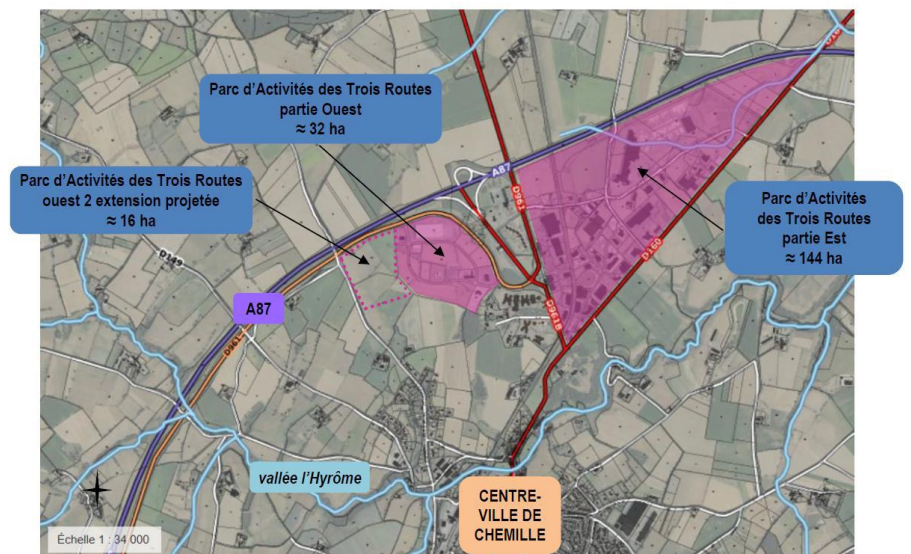 Parc d'Activités des Trois Routes
partie Ouest
≈ 32 ha
Parc d'Activités des Trois Routes
ouest 2 extension projetée
≈ 16 ha
Parc d'Activités
des Trois Routes
partie Est
≈ 144 ha
A87
D961
D160
D149
A87
D961
D961B
vallée l'Hyrôme
CENTRE-
VILLE DE
CHEMILLE
Échelle 1 : 34 000